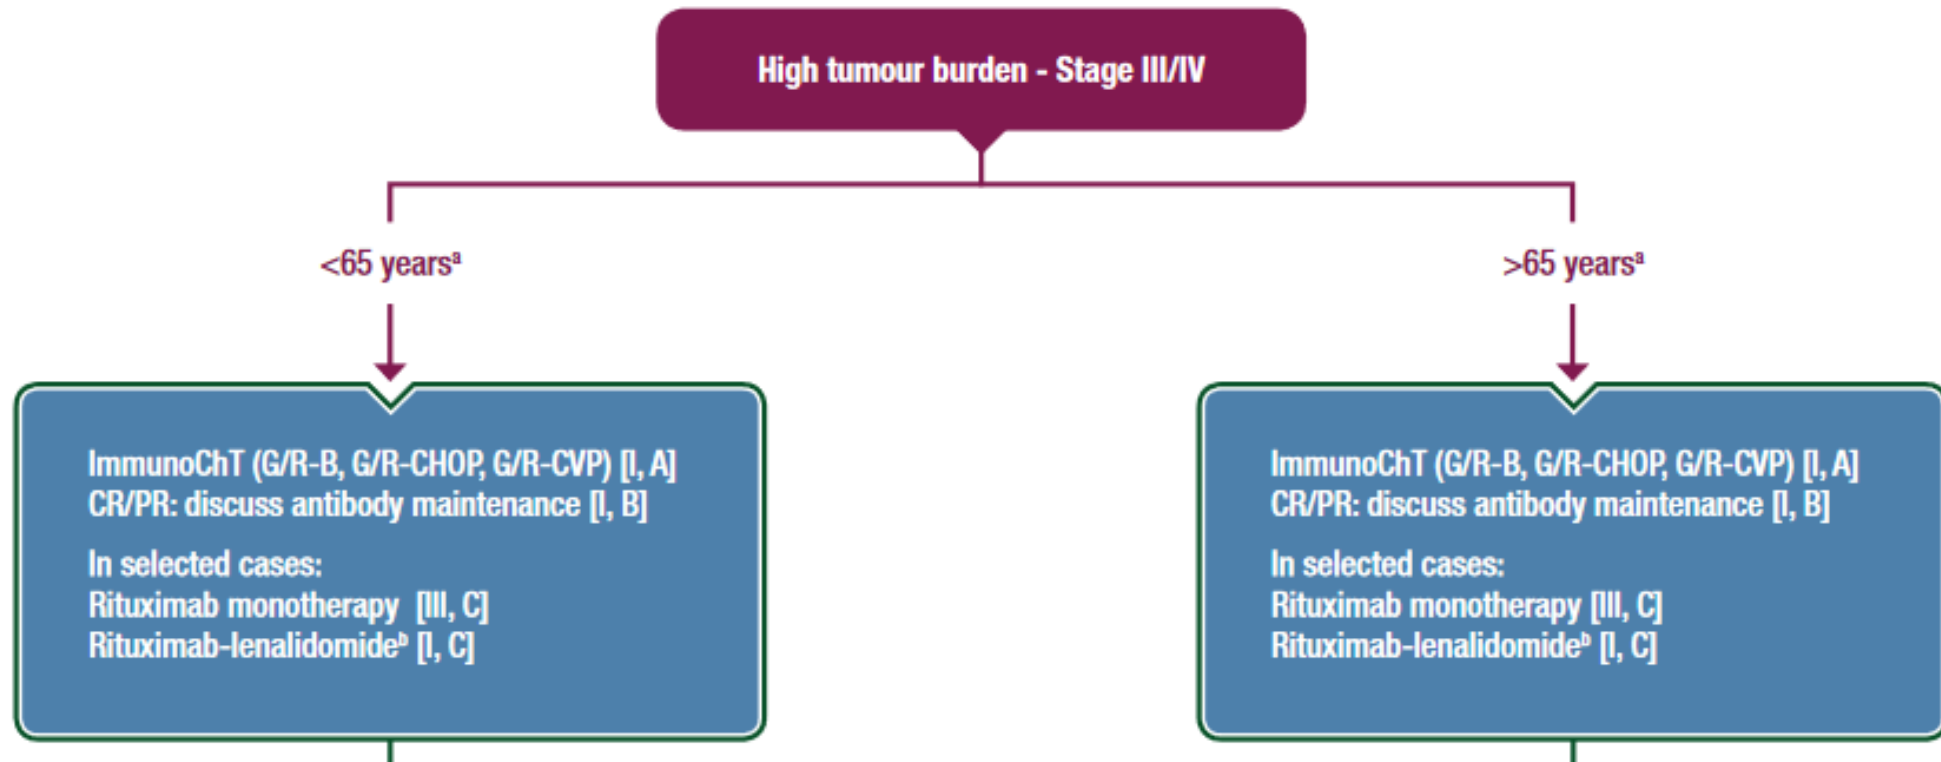 High tumour burden - Stage III/IV
<65 yearsᵃ
>65 yearsᵃ
ImmunoChT (G/R-B, G/R-CHOP, G/R-CVP) [I, A]
CR/PR: discuss antibody maintenance [I, B]
In selected cases:
Rituximab monotherapy [III, C]
Rituximab-lenalidomideᵇ [I, C]
ImmunoChT (G/R-B, G/R-CHOP, G/R-CVP) [I, A]
CR/PR: discuss antibody maintenance [I, B]
In selected cases:
Rituximab monotherapy [III, C]
Rituximab-lenalidomideᵇ [I, C]